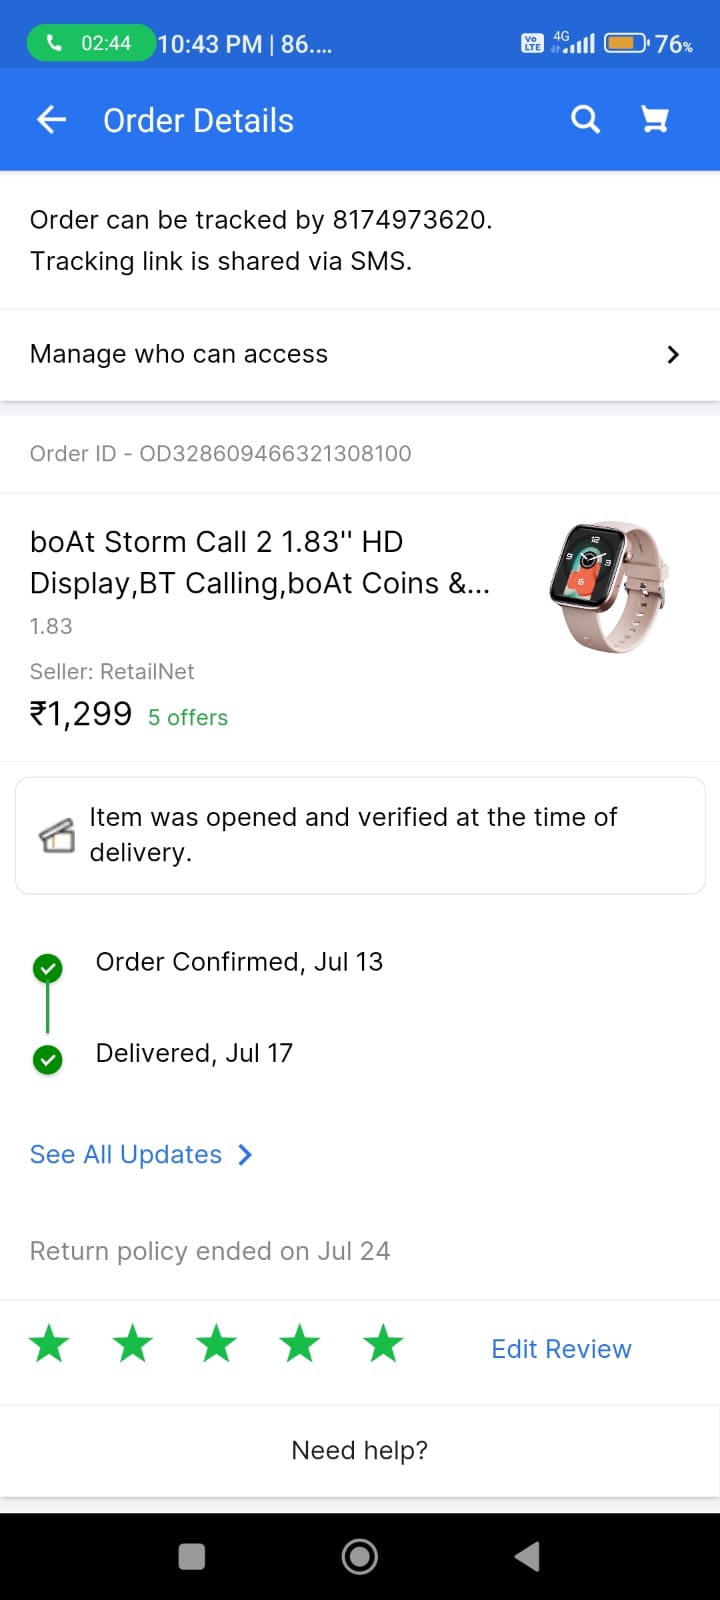 02:44 10:43 PM | 86.... Vo LTE 4G 76%
Order Details
Order can be tracked by 8174973620.
Tracking link is shared via SMS.
Manage who can access
Order ID - OD328609466321308100
boAt Storm Call 2 1.83'' HD
Display,BT Calling,boAt Coins &...
1.83
Seller: RetailNet
₹1,299 5 offers
12
9 3
6
Item was opened and verified at the time of
delivery.
Order Confirmed, Jul 13
Delivered, Jul 17
See All Updates
Return policy ended on Jul 24
Edit Review
Need help?